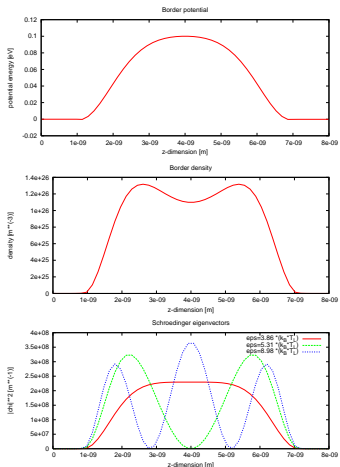 Border potential
potential energy [eV]
0.12
0.1
0.08
0.06
0.04
0.02
0
-0.02
0 1e-09 2e-09 3e-09 4e-09 5e-09 6e-09 7e-09 8e-09
z-dimension [m]
Border density
density [m**(-3)]
1.4e+26
1.2e+26
1e+26
8e+25
6e+25
4e+25
2e+25
0
0 1e-09 2e-09 3e-09 4e-09 5e-09 6e-09 7e-09 8e-09
z-dimension [m]
Schroedinger eigenvectors
|chi|**2 [m**(-1)]
4e+08
3.5e+08
3e+08
2.5e+08
2e+08
1.5e+08
1e+08
5e+07
0
eps=3.86 *(k_B*T_L)
eps=5.31 *(k_B*T_L)
eps=8.98 *(k_B*T_L)
0 1e-09 2e-09 3e-09 4e-09 5e-09 6e-09 7e-09 8e-09
z-dimension [m]